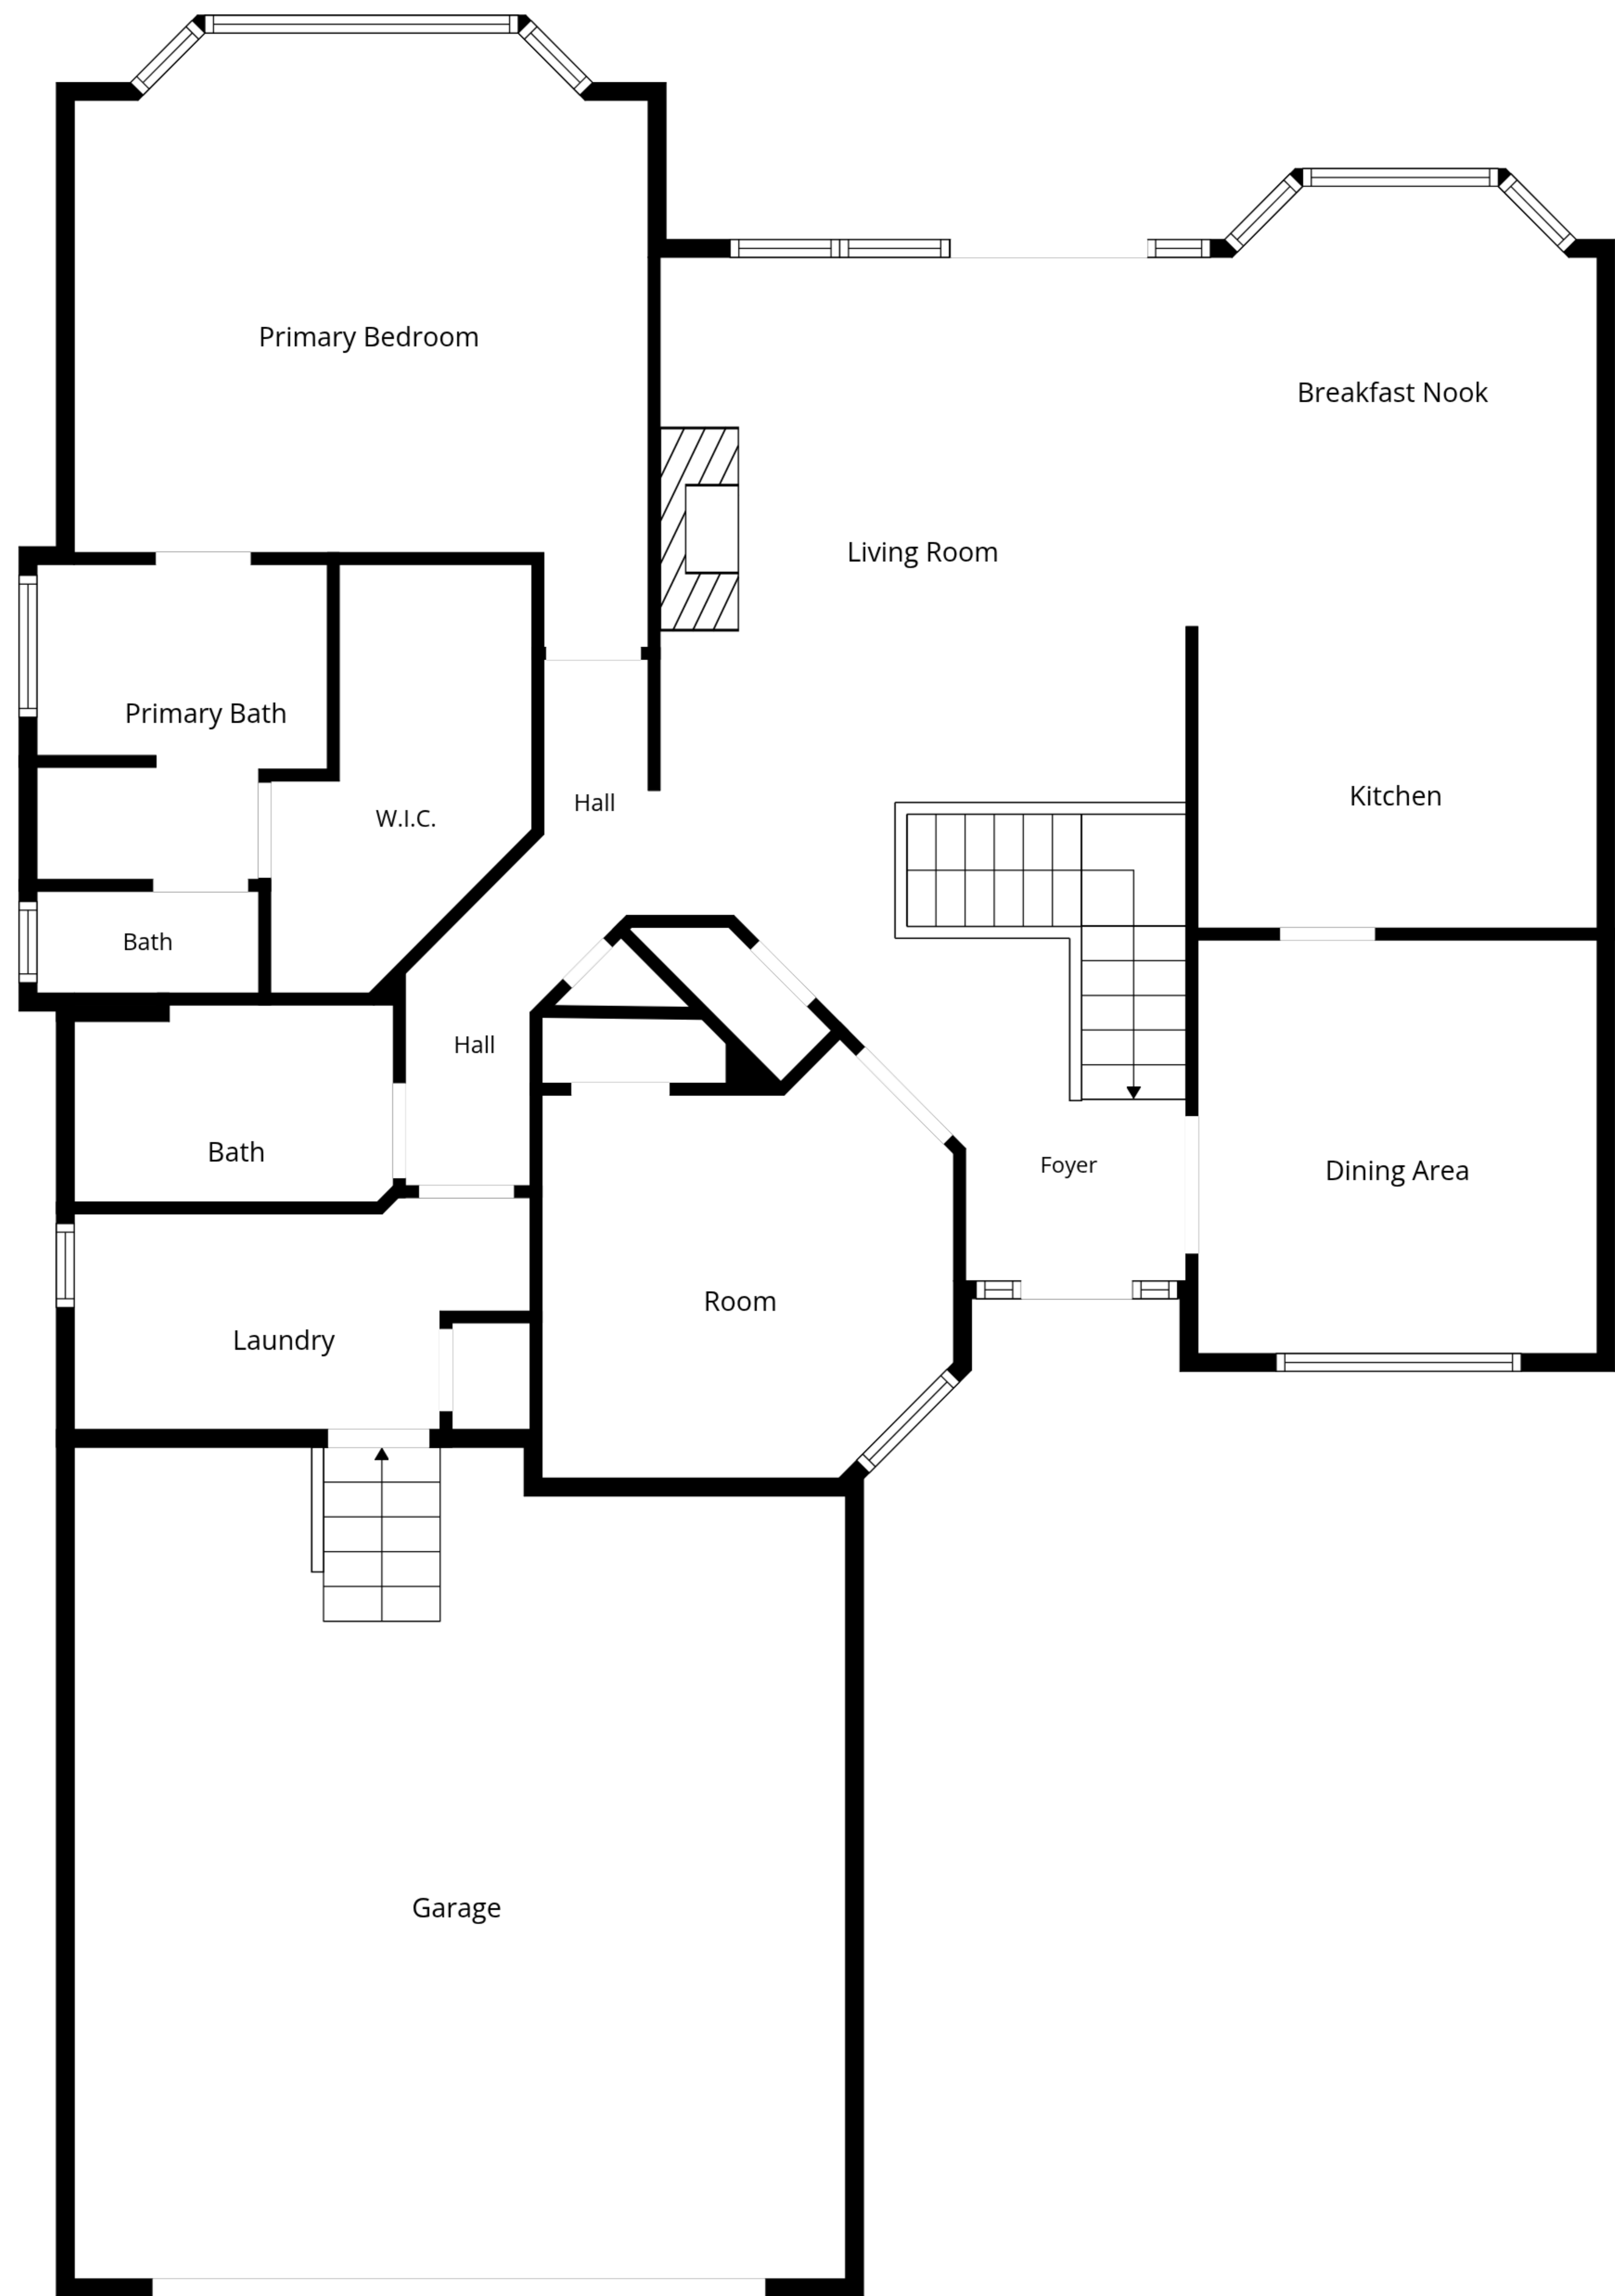 Primary Bedroom
Breakfast Nook
Living Room
Primary Bath
Kitchen
Hall
W.I.C.
Bath
Hall
Bath
Foyer
Dining Area
Room
Laundry
Garage